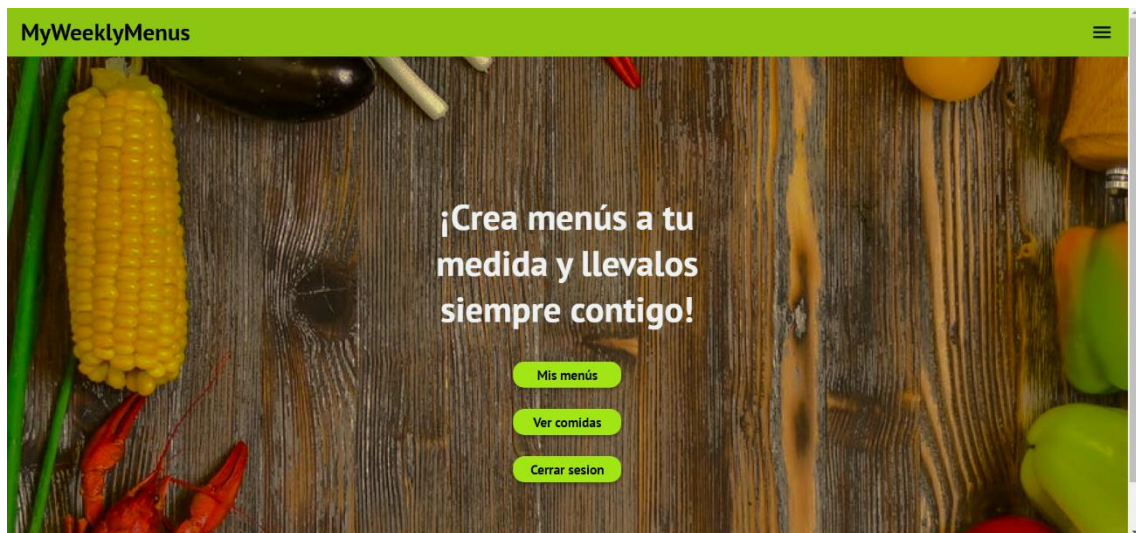 MyWeeklyMenus
¡Crea menús a tu
medida y llevalos
siempre contigo!
Mis menús
Ver comidas
Cerrar sesion